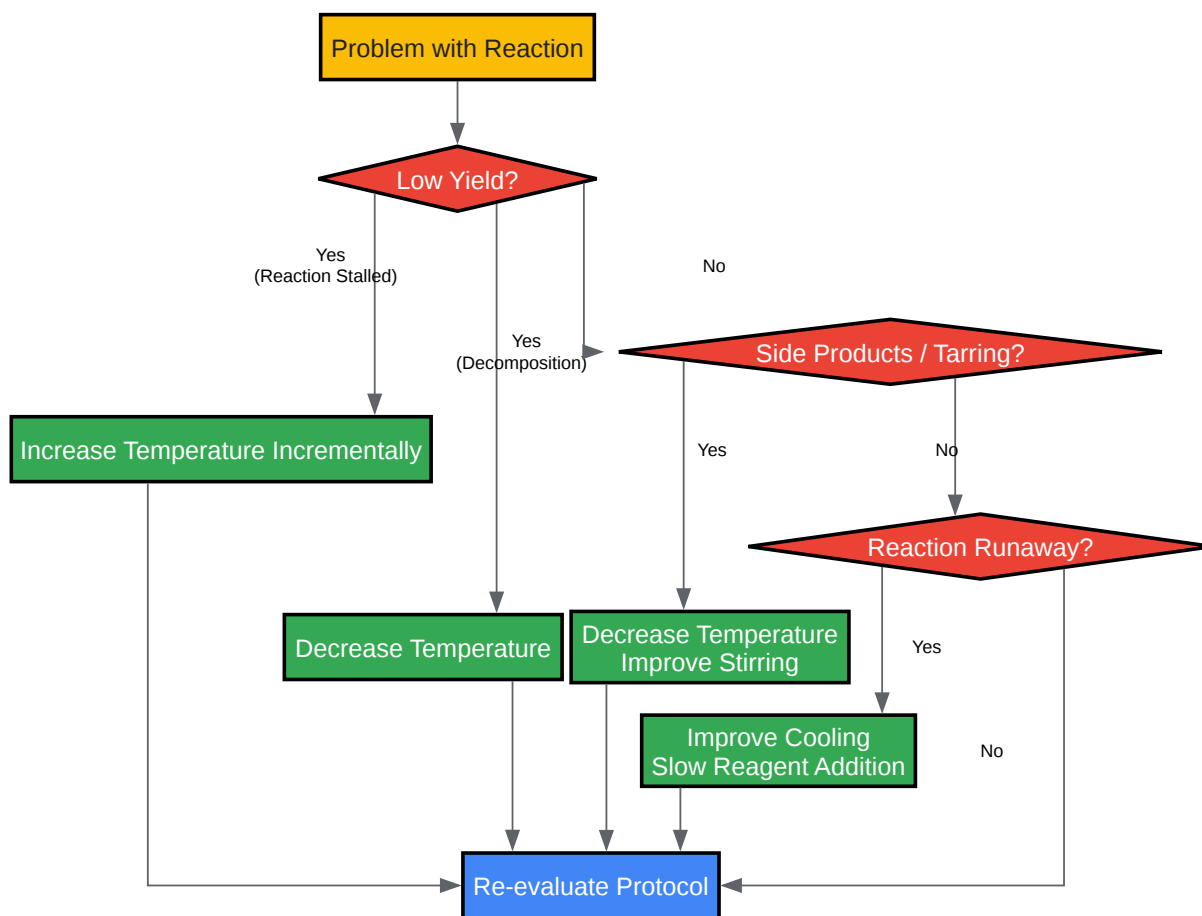 Problem with Reaction
Low Yield?
Yes
(Reaction Stalled)
No
Yes
(Decomposition)
Side Products / Tarring?
Increase Temperature Incrementally
Yes
No
Reaction Runaway?
Decrease Temperature
Decrease Temperature
Improve Stirring
Yes
Improve Cooling
Slow Reagent Addition
No
Re-evaluate Protocol